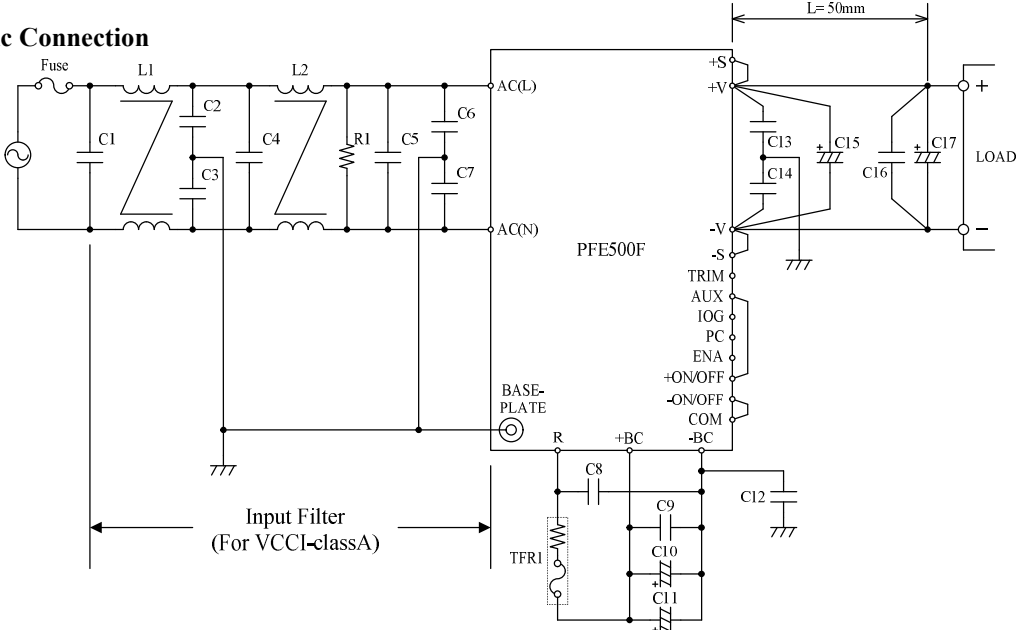 L= 50mm
c Connection
Fuse
L1
L2
C1
C2
C3
C4
R1
C5
C6
C7
AC(L)
AC(N)
PFE500F
BASE-
PLATE
R
+BC
-BC
+S
+V
-V
-S
TRIM
AUX
IOG
PC
ENA
+ON/OFF
-ON/OFF
COM
C13
C14
+
C15
C16
+
C17
+
LOAD
−
C8
C9
C10
+
C11
+
C12
TFR1
Input Filter
(For VCCI-classA)